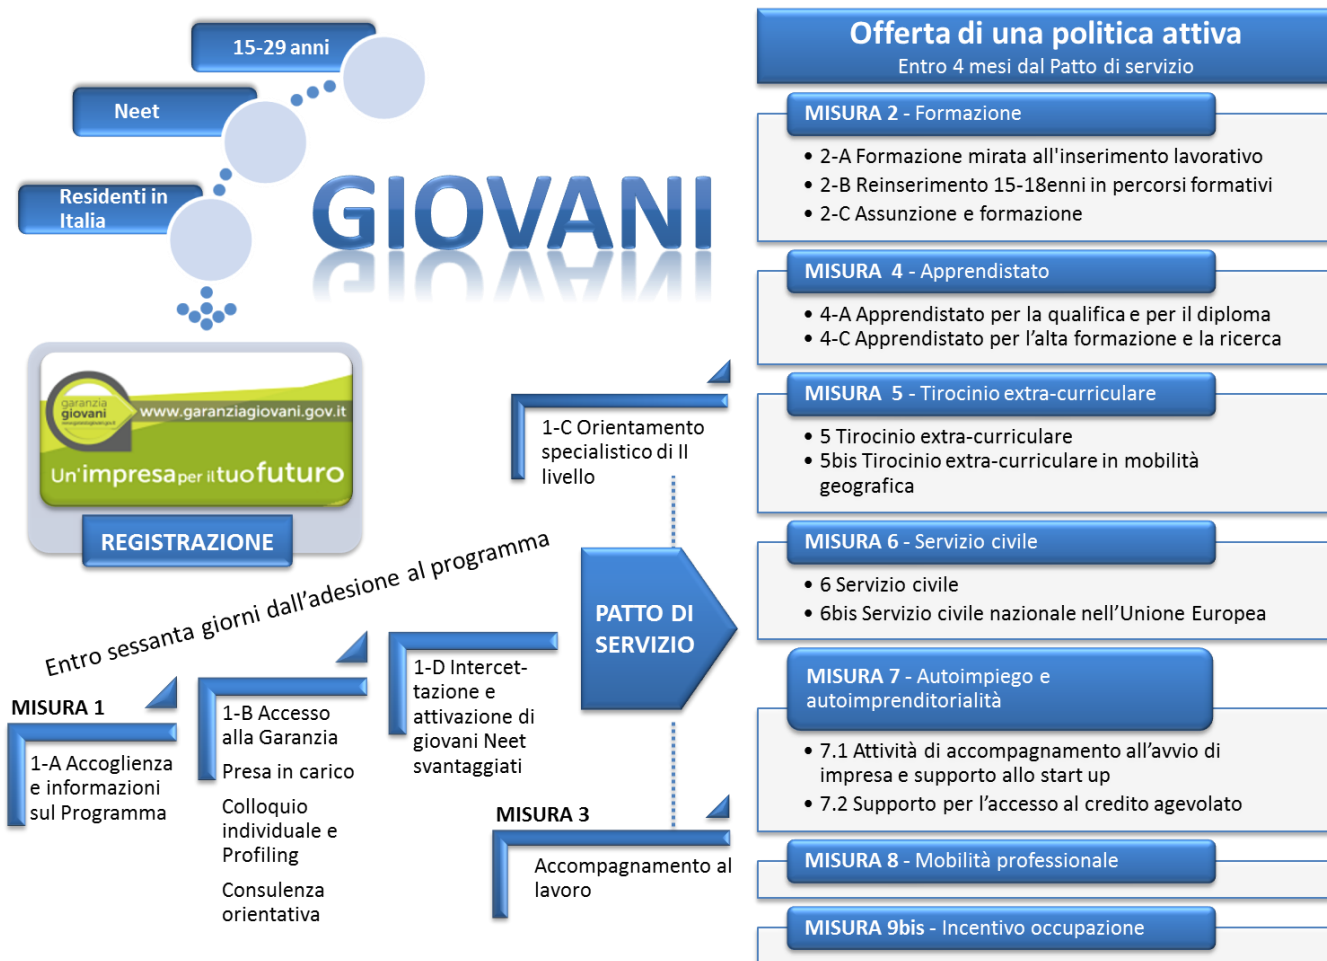 15-29 anni
Neet
Residenti in
Italia
GIOVANI
garanzia
giovani
www.garanziagiovani.gov.it
www.garanziagiovani.gov.it
Un'impresa per il tuo futuro
REGISTRAZIONE
Entro sessanta giorni dall'adesione al programma
MISURA 1
1-A Accoglienza
e informazioni
sul Programma
1-B Accesso
alla Garanzia
Presa in carico
Colloquio
individuale e
Profiling
Consulenza
orientativa
1-D Intercet-
tazione e
attivazione di
giovani Neet
svantaggiati
1-C Orientamento
specialistico di II
livello
PATTO DI
SERVIZIO
MISURA 3
Accompagnamento al
lavoro
Offerta di una politica attiva
Entro 4 mesi dal Patto di servizio
MISURA 2 - Formazione
• 2-A Formazione mirata all'inserimento lavorativo
• 2-B Reinserimento 15-18enni in percorsi formativi
• 2-C Assunzione e formazione
MISURA 4 - Apprendistato
• 4-A Apprendistato per la qualifica e per il diploma
• 4-C Apprendistato per l'alta formazione e la ricerca
MISURA 5 - Tirocinio extra-curriculare
• 5 Tirocinio extra-curriculare
• 5bis Tirocinio extra-curriculare in mobilità
geografica
MISURA 6 - Servizio civile
• 6 Servizio civile
• 6bis Servizio civile nazionale nell'Unione Europea
MISURA 7 - Autoimpiego e
autoimprenditorialità
• 7.1 Attività di accompagnamento all'avvio di
impresa e supporto allo start up
• 7.2 Supporto per l'accesso al credito agevolato
MISURA 8 - Mobilità professionale
MISURA 9bis - Incentivo occupazione